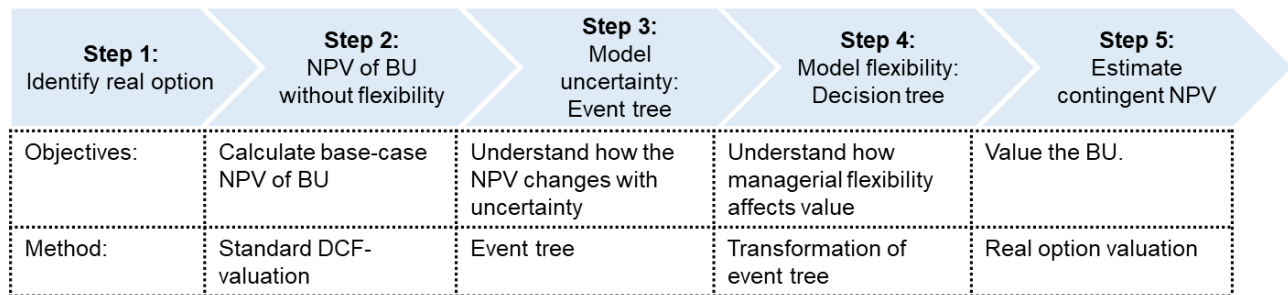 Step 1:
Identify real option
Step 2:
NPV of BU
without flexibility
Step 3:
Model
uncertainty:
Event tree
Step 4:
Model flexibility:
Decision tree
Step 5:
Estimate
contingent NPV
Objectives:
Calculate base-case
NPV of BU
Understand how the
NPV changes with
uncertainty
Understand how
managerial flexibility
affects value
Value the BU.
Method:
Standard DCF-
valuation
Event tree
Transformation of
event tree
Real option valuation